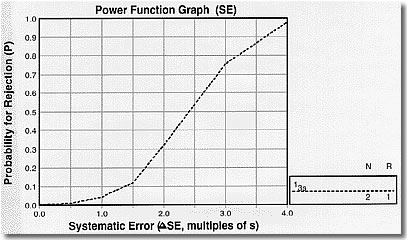 Power Function Graph (SE)
Probability for Rejection (P)
1.0
0.9
0.8
0.7
0.6
0.5
0.4
0.3
0.2
0.1
0.0
0.0 1.0 2.0 3.0 4.0
Systematic Error (ΔSE, multiples of s)
N R
1₃ₛ
2 1